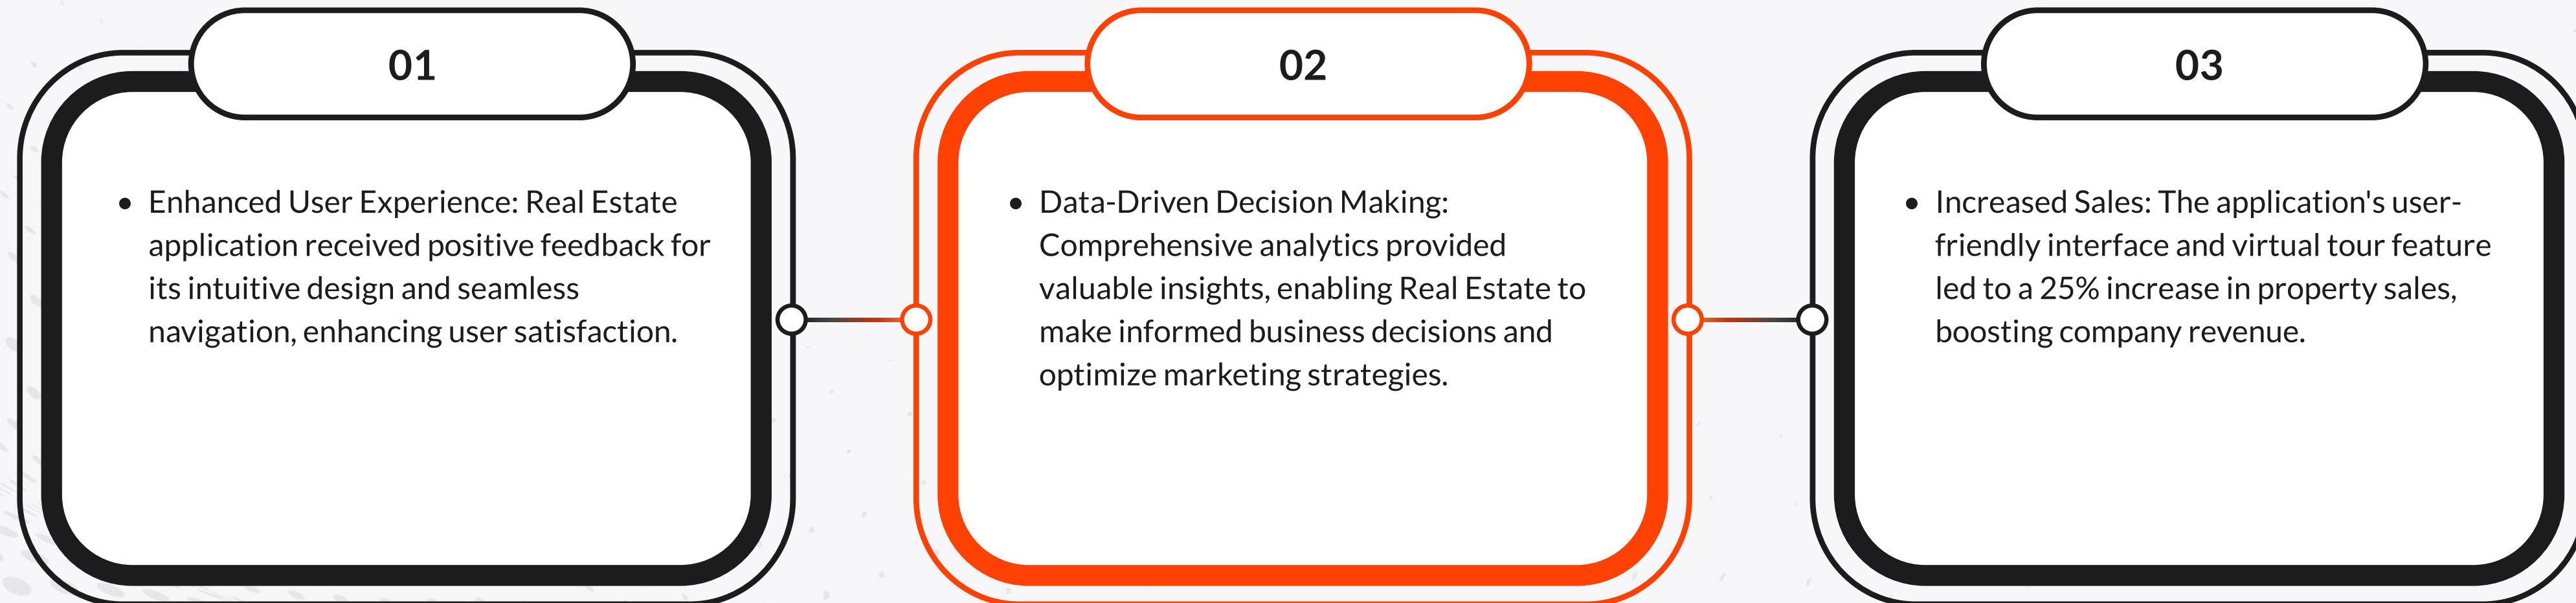 01
• Enhanced User Experience: Real Estate
application received positive feedback for
its intuitive design and seamless
navigation, enhancing user satisfaction.
02
• Data-Driven Decision Making:
Comprehensive analytics provided
valuable insights, enabling Real Estate to
make informed business decisions and
optimize marketing strategies.
03
• Increased Sales: The application's user-
friendly interface and virtual tour feature
led to a 25% increase in property sales,
boosting company revenue.